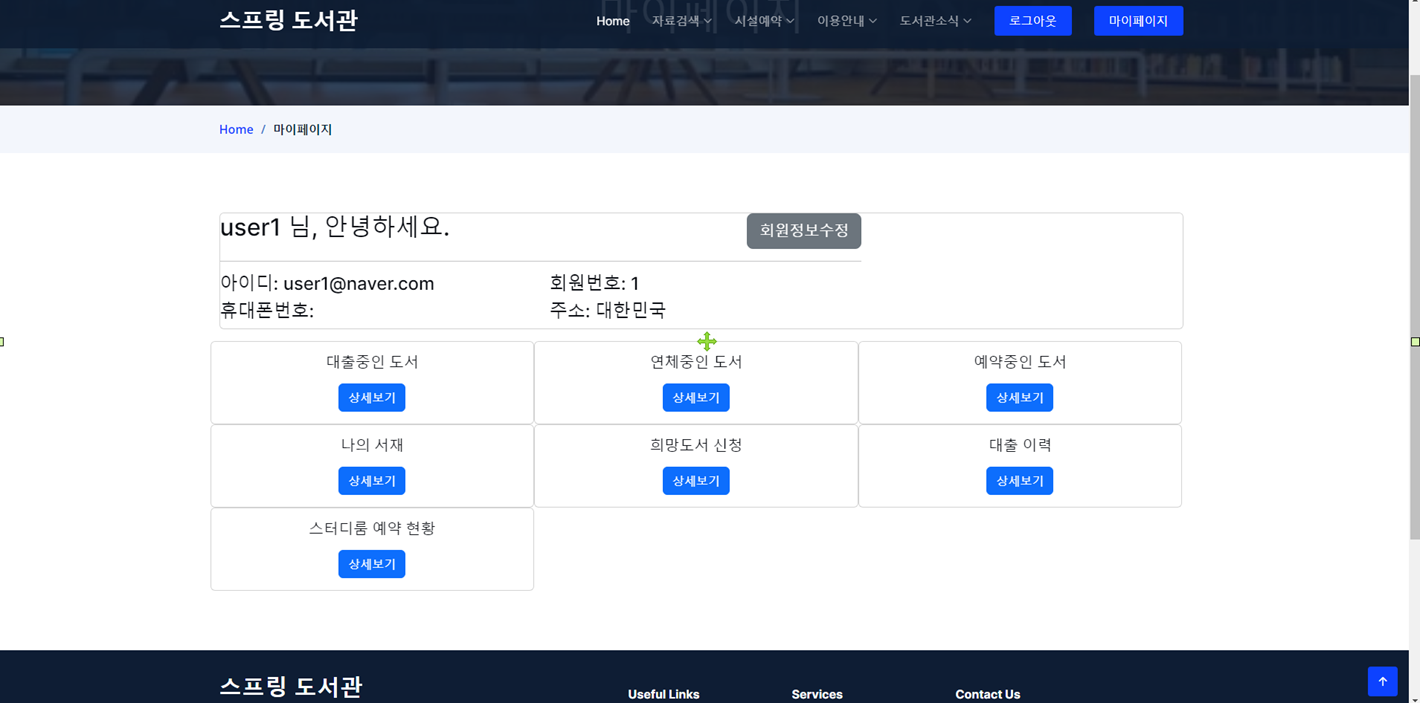 마이페이지
스프링 도서관
Home 자료검색 시설예약 이용안내 도서관소식 로그아웃 마이페이지
Home / 마이페이지
user1 님, 안녕하세요. 회원정보수정
아이디: user1@naver.com 회원번호: 1
휴대폰번호: 주소: 대한민국
대출중인 도서 연체중인 도서 예약중인 도서
상세보기 상세보기 상세보기
나의 서재 희망도서 신청 대출 이력
상세보기 상세보기 상세보기
스터디룸 예약 현황
상세보기
스프링 도서관
Useful Links Services Contact Us